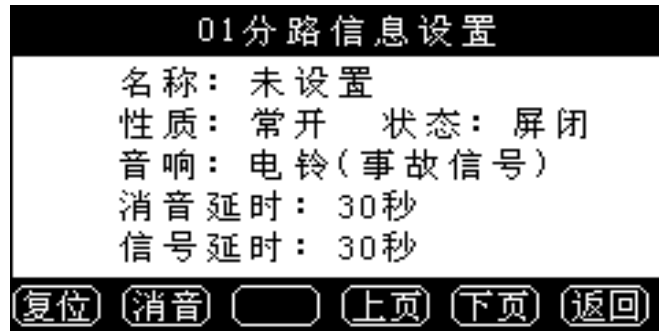 01分路信息设置
名称：未设置
性质：常开 状态：屏闭
音响：电铃(事故信号)
消音延时：30秒
信号延时：30秒
复位 消音 上页 下页 返回